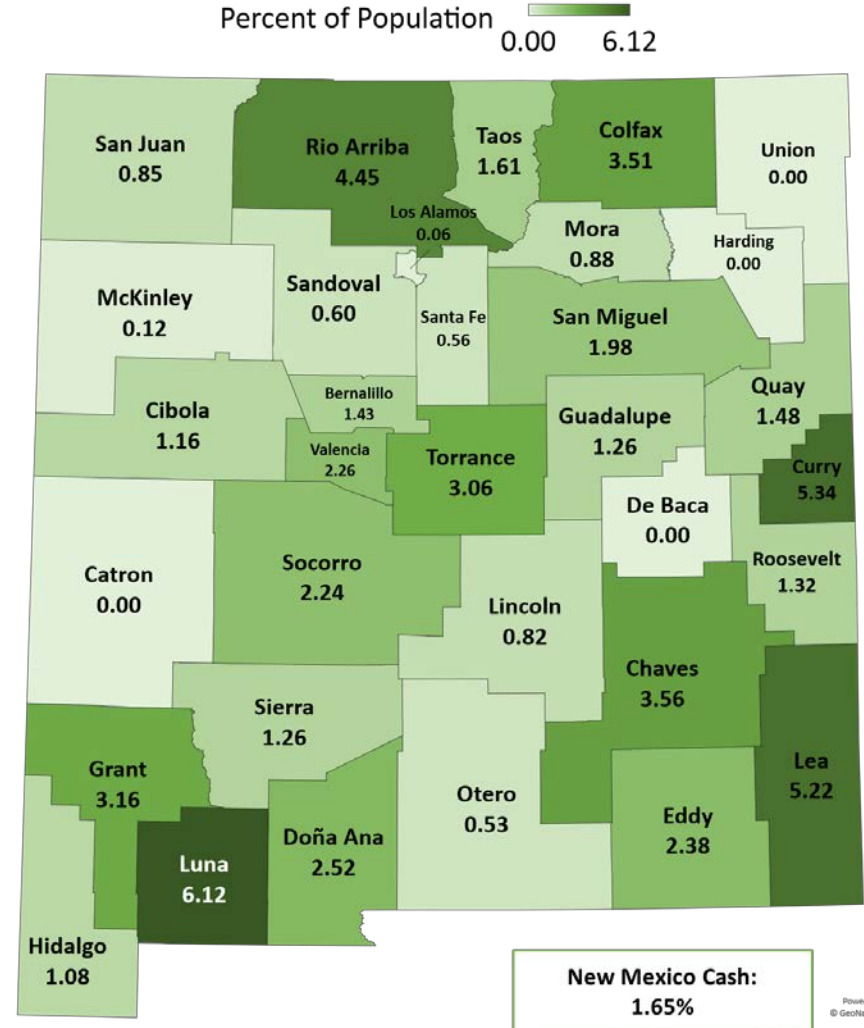 Percent of Population
0.00 6.12
San Juan
0.85
Rio Arriba
4.45
Taos
1.61
Colfax
3.51
Union
0.00
Los Alamos
0.06
Mora
0.88
Harding
0.00
McKinley
0.12
Sandoval
0.60
Santa Fe
0.56
San Miguel
1.98
Cibola
1.16
Bernalillo
1.43
Valencia
2.26
Torrance
3.06
Guadalupe
1.26
Quay
1.48
Curry
5.34
De Baca
0.00
Roosevelt
1.32
Catron
0.00
Socorro
2.24
Lincoln
0.82
Chaves
3.56
Sierra
1.26
Grant
3.16
Luna
6.12
Doña Ana
2.52
Otero
0.53
Eddy
2.38
Lea
5.22
Hidalgo
1.08
New Mexico Cash:
1.65%
Powe
© GeoNa